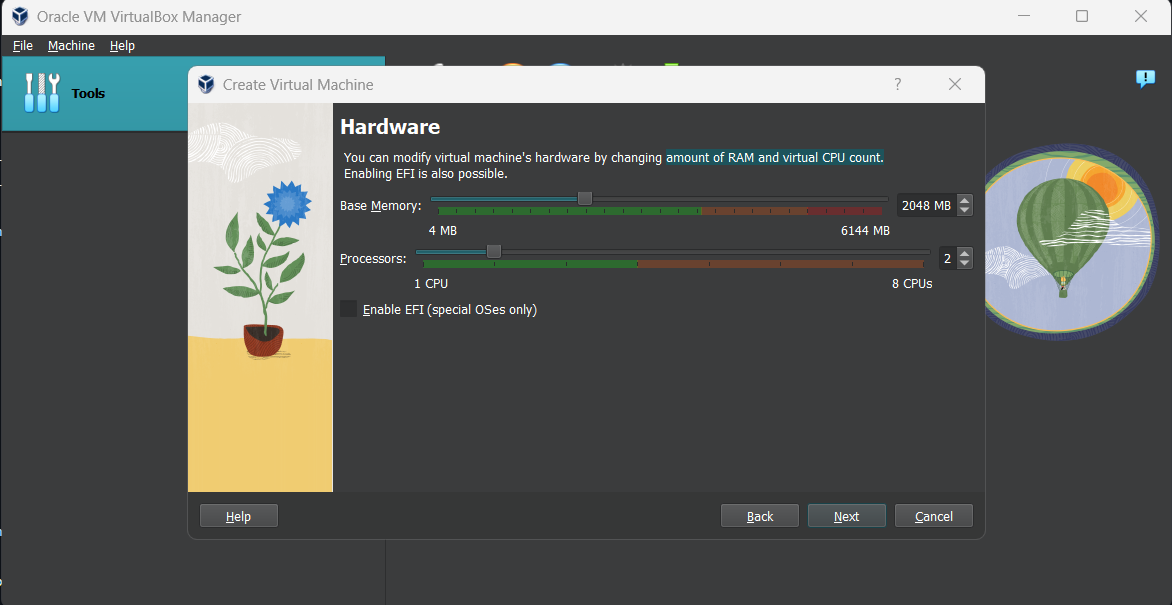 Oracle VM VirtualBox Manager
File Machine Help
Tools
Create Virtual Machine
?
Hardware
You can modify virtual machine's hardware by changing amount of RAM and virtual CPU count.
Enabling EFI is also possible.
Base Memory: 2048 MB
4 MB 6144 MB
Processors: 2
1 CPU 8 CPUs
Enable EFI (special OSes only)
Help Back Next Cancel